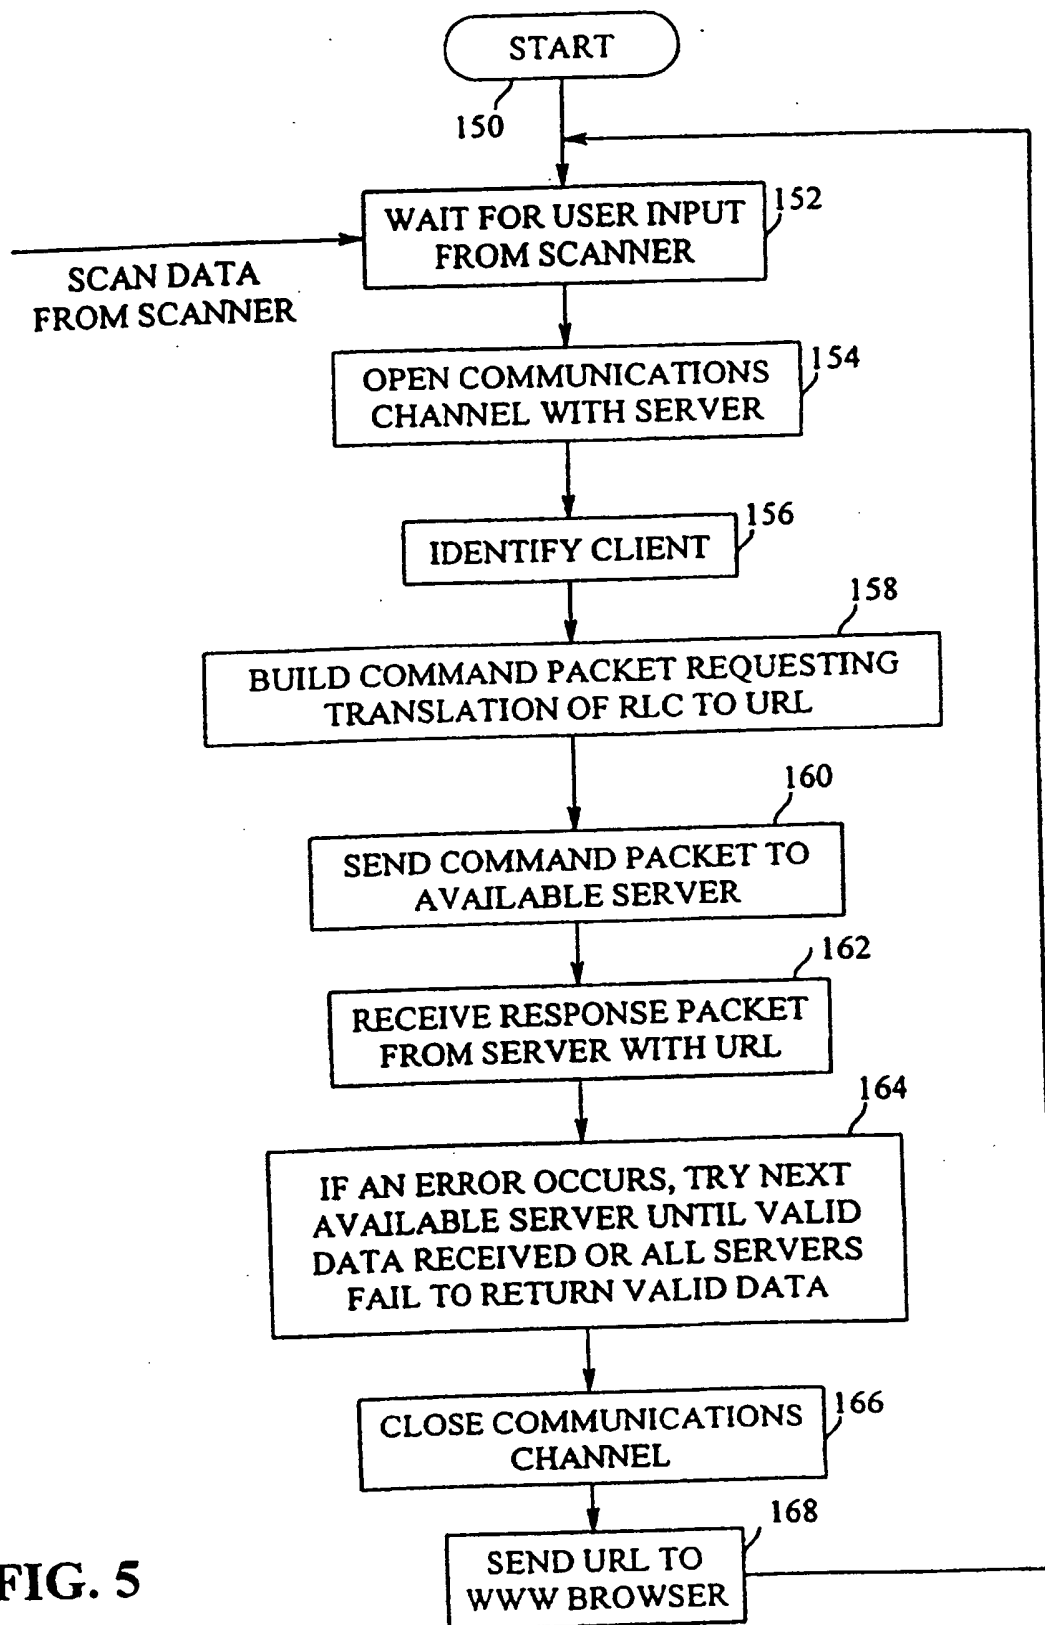 START
150
WAIT FOR USER INPUT
FROM SCANNER
152
SCAN DATA
FROM SCANNER
OPEN COMMUNICATIONS
CHANNEL WITH SERVER
154
IDENTIFY CLIENT
156
158
BUILD COMMAND PACKET REQUESTING
TRANSLATION OF RLC TO URL
160
SEND COMMAND PACKET TO
AVAILABLE SERVER
162
RECEIVE RESPONSE PACKET
FROM SERVER WITH URL
164
IF AN ERROR OCCURS, TRY NEXT
AVAILABLE SERVER UNTIL VALID
DATA RECEIVED OR ALL SERVERS
FAIL TO RETURN VALID DATA
CLOSE COMMUNICATIONS
CHANNEL
166
168
SEND URL TO
WWW BROWSER
FIG. 5